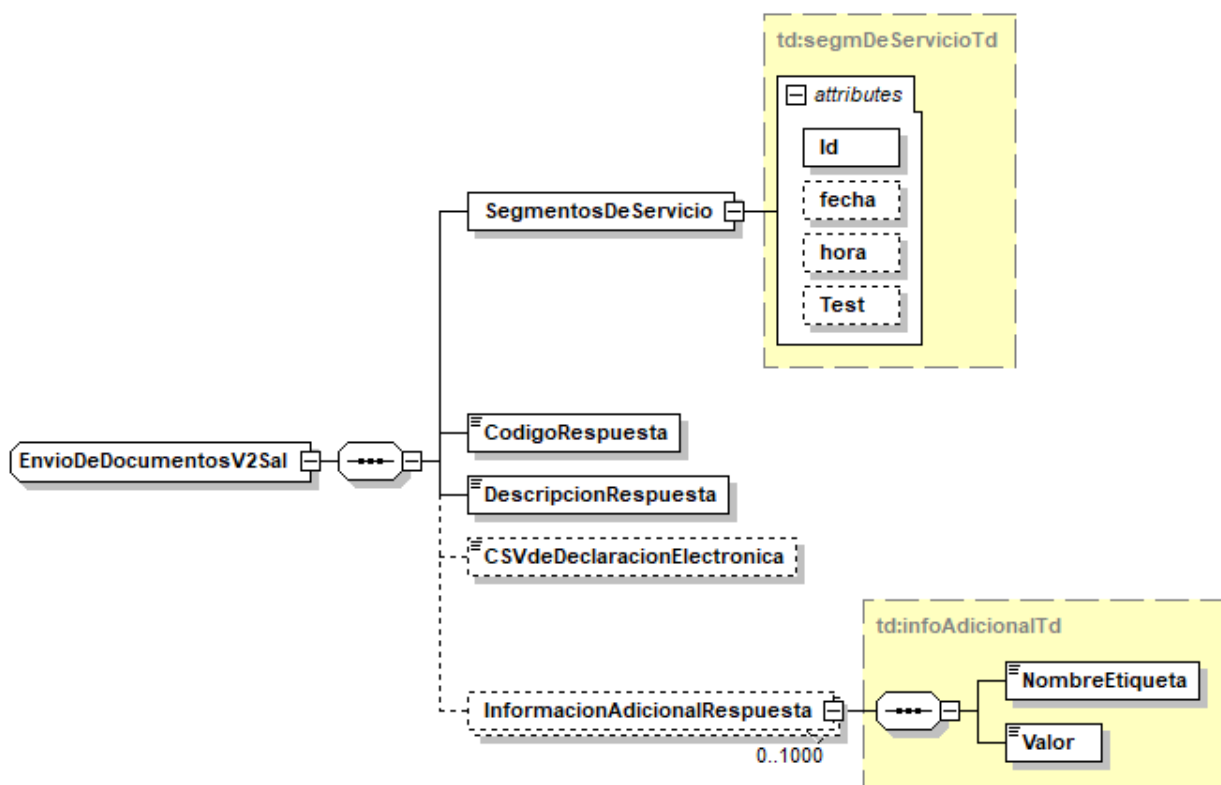 td:segmDeServicioTd
attributes
Id
fecha
hora
Test
SegmentosDeServicio
EnvioDeDocumentosV2Sal
CodigoRespuesta
DescripcionRespuesta
CSVdeDeclaracionElectronica
InformacionAdicionalRespuesta
0..1000
td:infoAdicionalTd
NombreEtiqueta
Valor